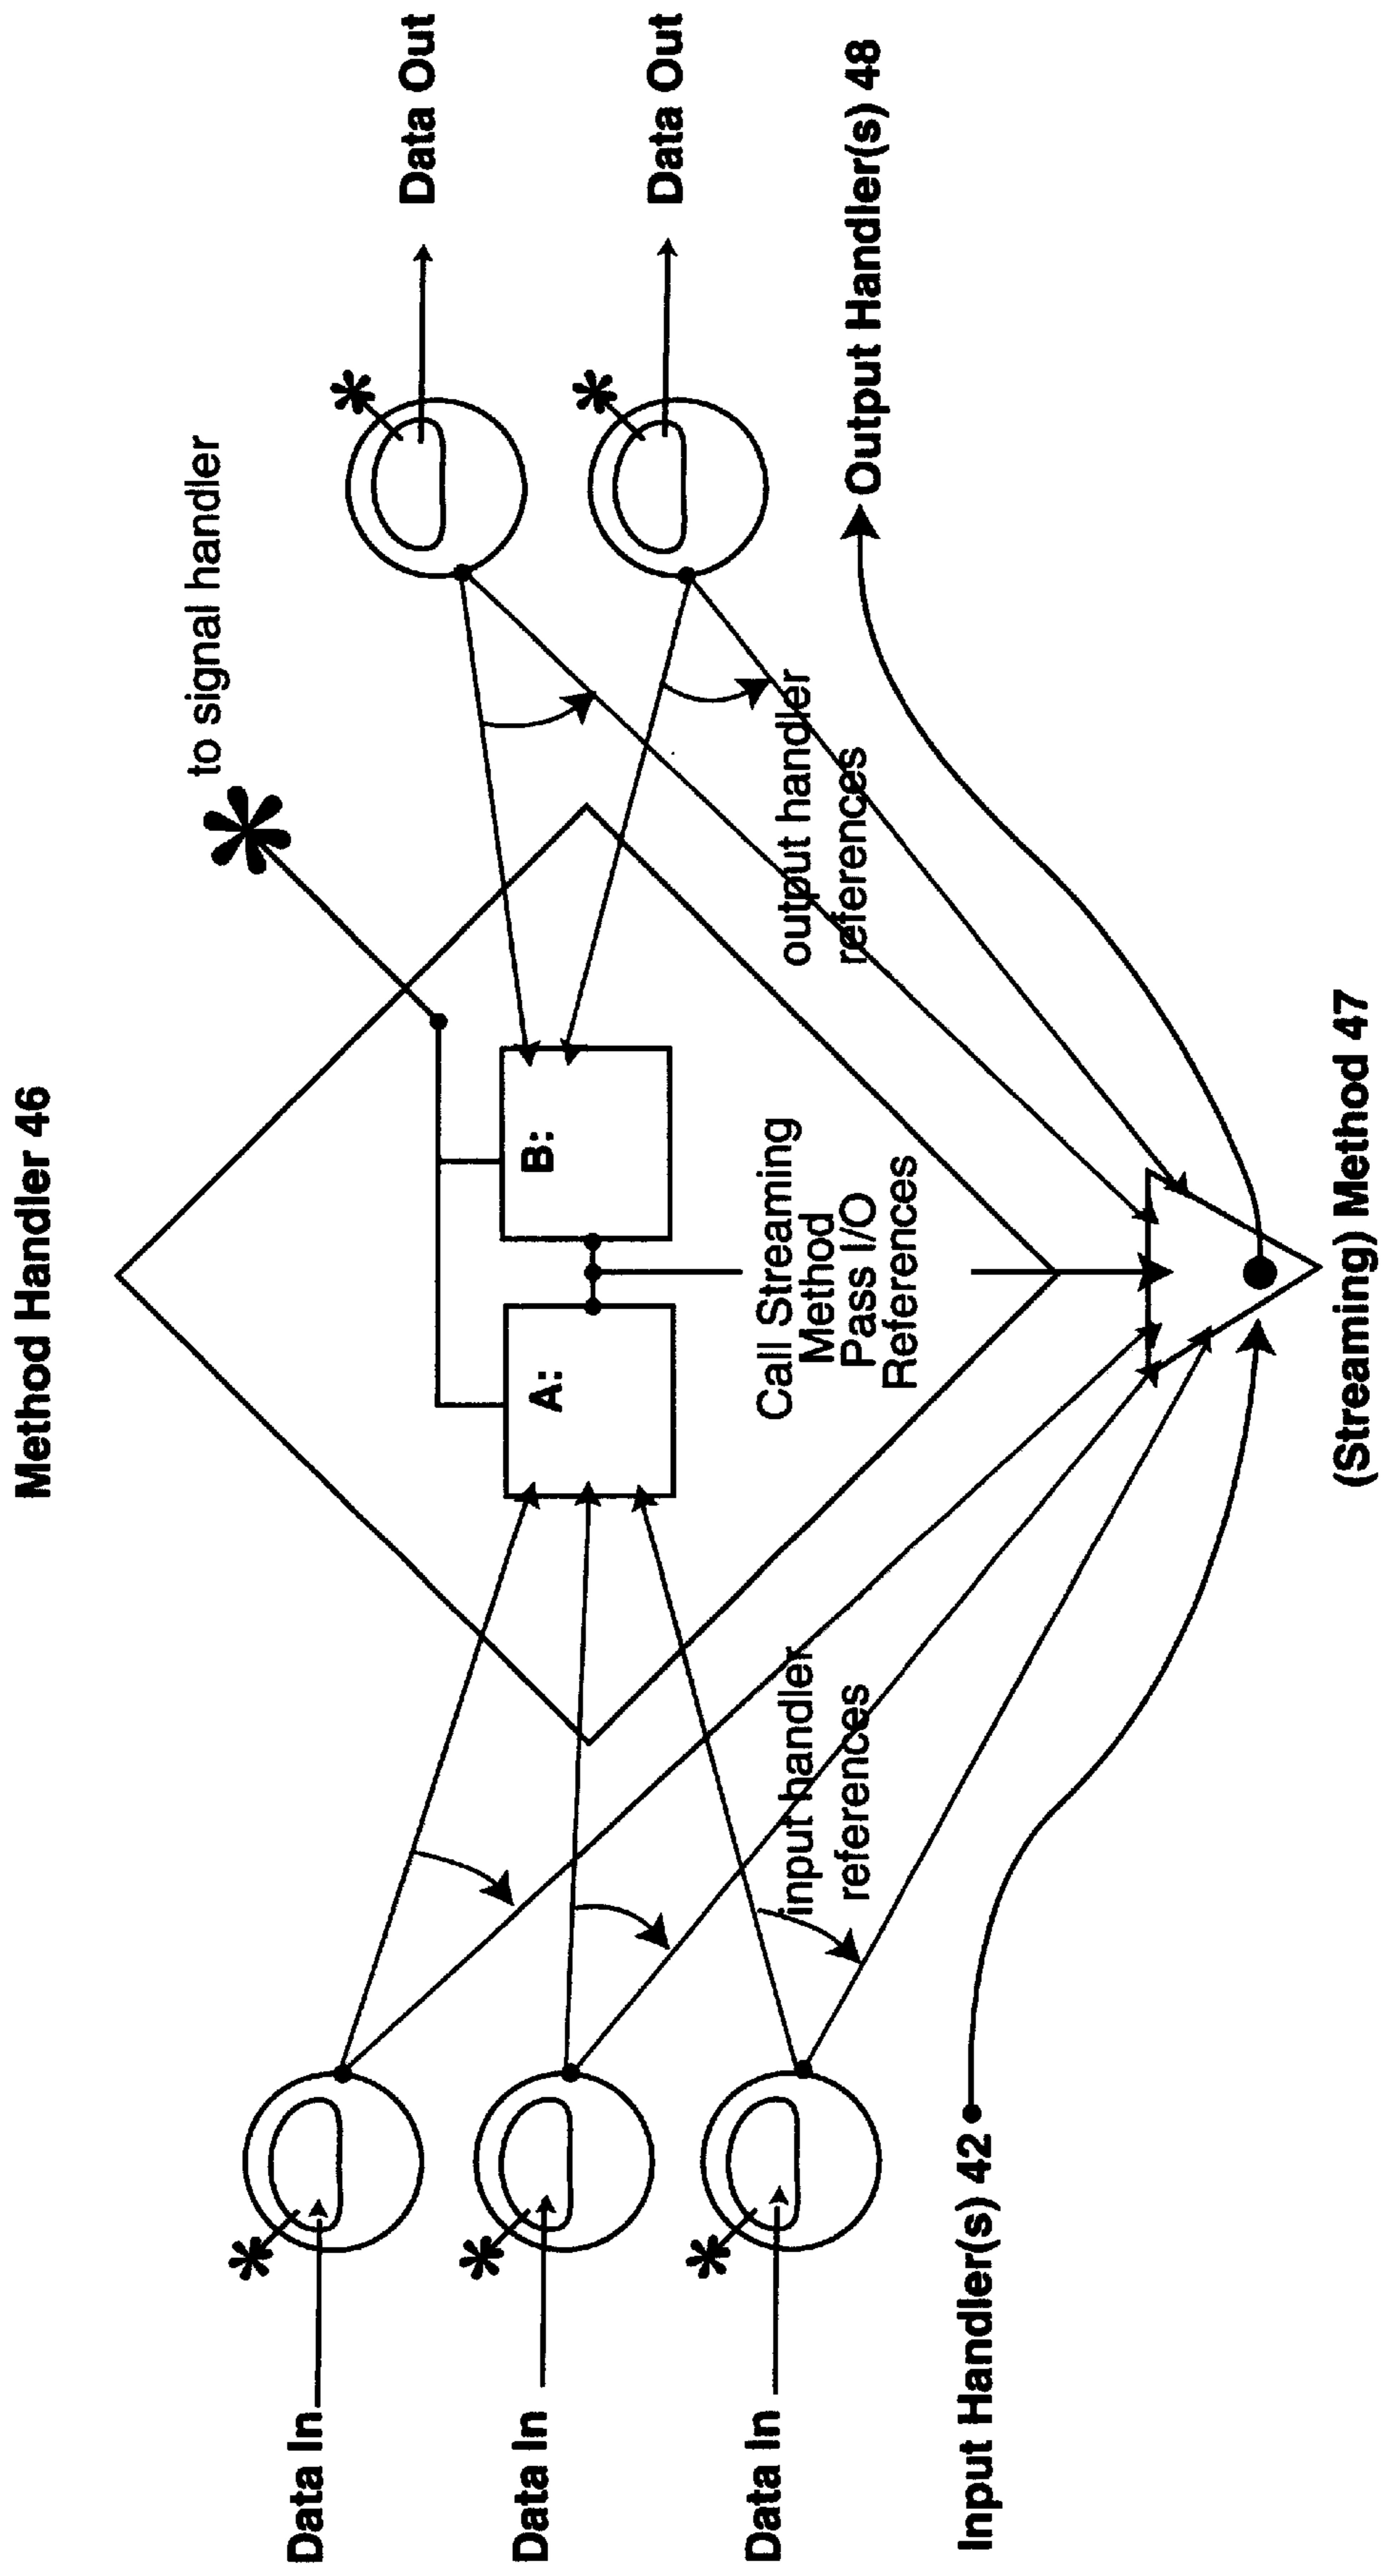 Method Handler 46
to signal handler
Data In
Data In
Data In
Data Out
Data Out
A:
B:
Call Streaming
Method
Pass I/O
References
input handler
references
output handler
references
Input Handler(s) 42
Output Handler(s) 48
(Streaming) Method 47